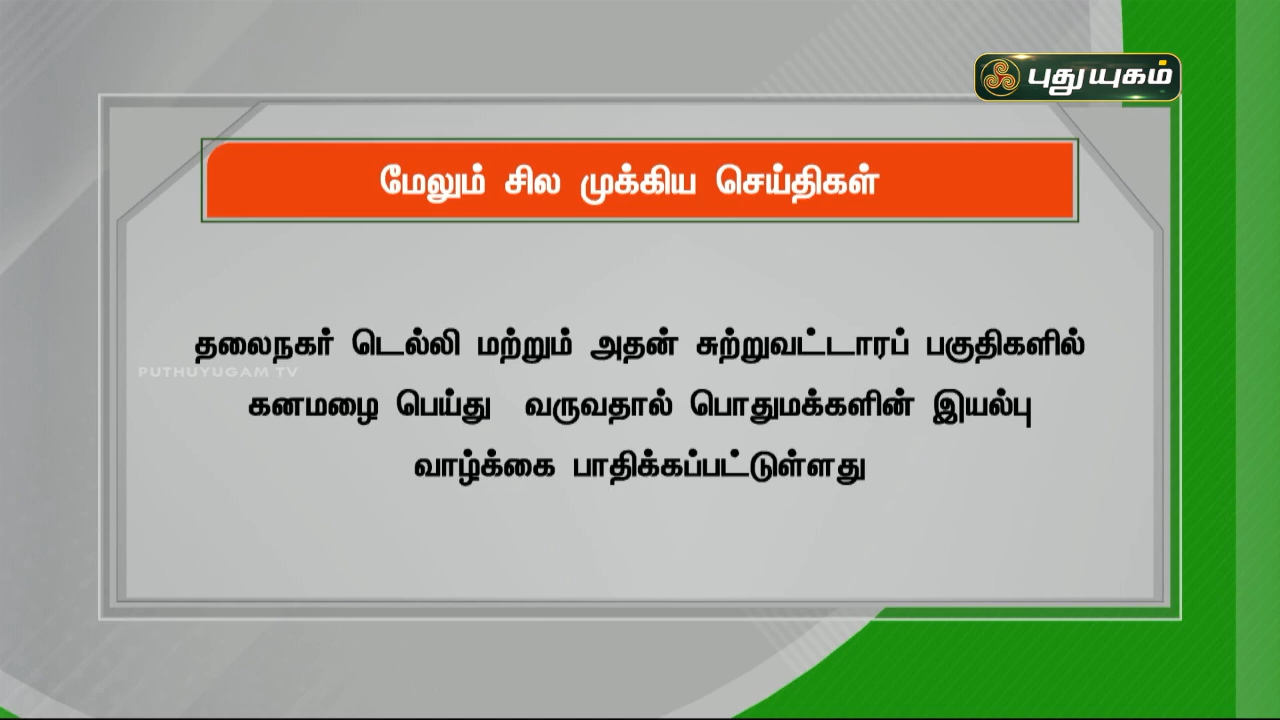 புதுயுகம்
மேலும் சில முக்கிய செய்திகள்
தலைநகர் டெல்லி மற்றும் அதன் சுற்றுவட்டாரப் பகுதிகளில்
PUTHUYUGAM TV
கனமழை பெய்து வருவதால் பொதுமக்களின் இயல்பு
வாழ்க்கை பாதிக்கப்பட்டுள்ளது